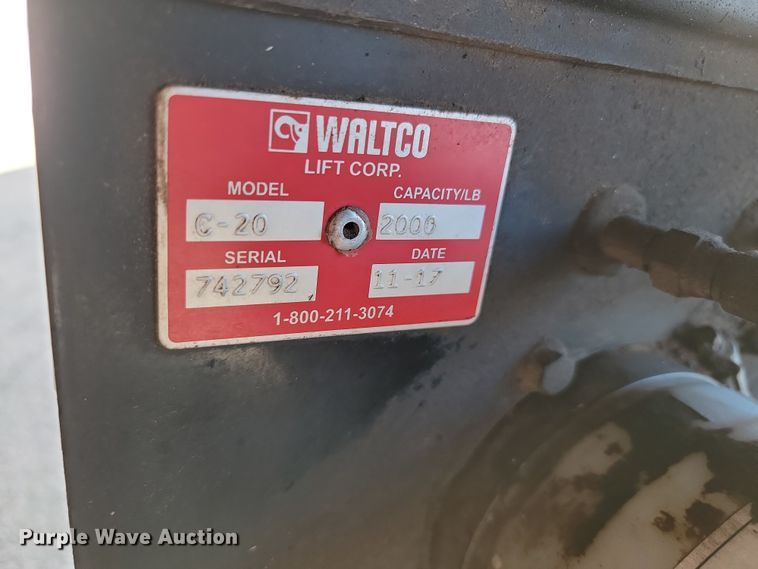 WALTCO
LIFT CORP.
MODEL CAPACITY/LB
C-20 2000
SERIAL DATE
742792 11-17
1-800-211-3074
Purple Wave Auction